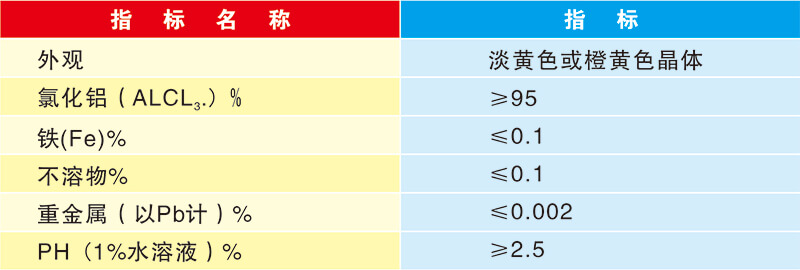 指标名称 指标
外观 淡黄色或橙黄色晶体
氯化铝（ALCL₃.）% ≥95
铁(Fe)% ≤0.1
不溶物% ≤0.1
重金属（以Pb计）% ≤0.002
PH（1%水溶液）% ≥2.5